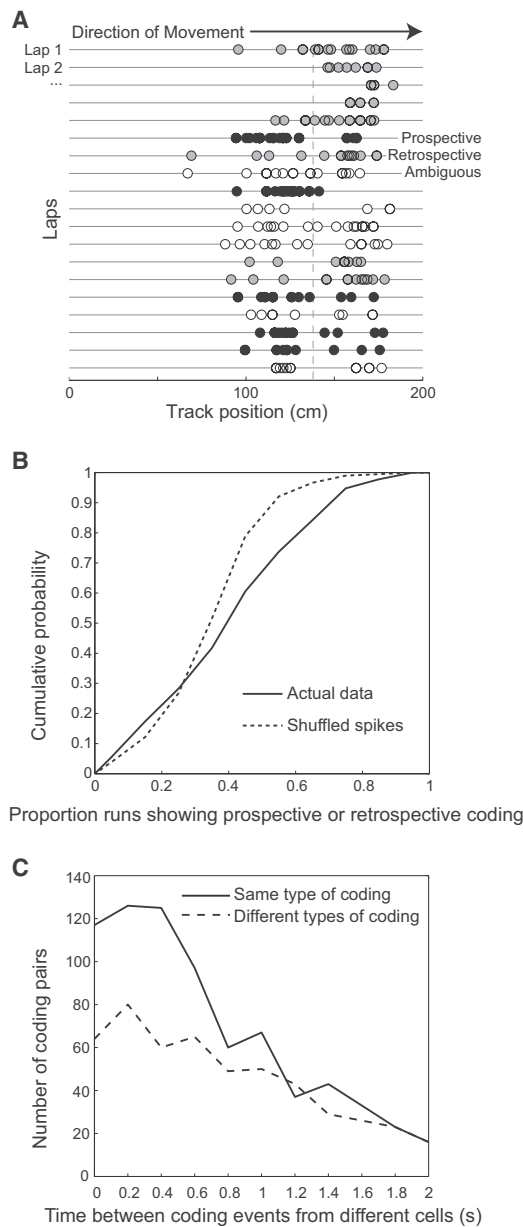 A
Direction of Movement
Lap 1
Lap 2
...
Prospective
Retrospective
Ambiguous
Laps
0 100 200
Track position (cm)
B
1
0.9
0.8
0.7
0.6
0.5
0.4
0.3
0.2
0.1
0
Cumulative probability
Actual data
Shuffled spikes
0 0.2 0.4 0.6 0.8 1
Proportion runs showing prospective or retrospective coding
C
140
120
100
80
60
40
20
0
Number of coding pairs
Same type of coding
Different types of coding
0 0.2 0.4 0.6 0.8 1.0 1.2 1.4 1.6 1.8 2
Time between coding events from different cells (s)